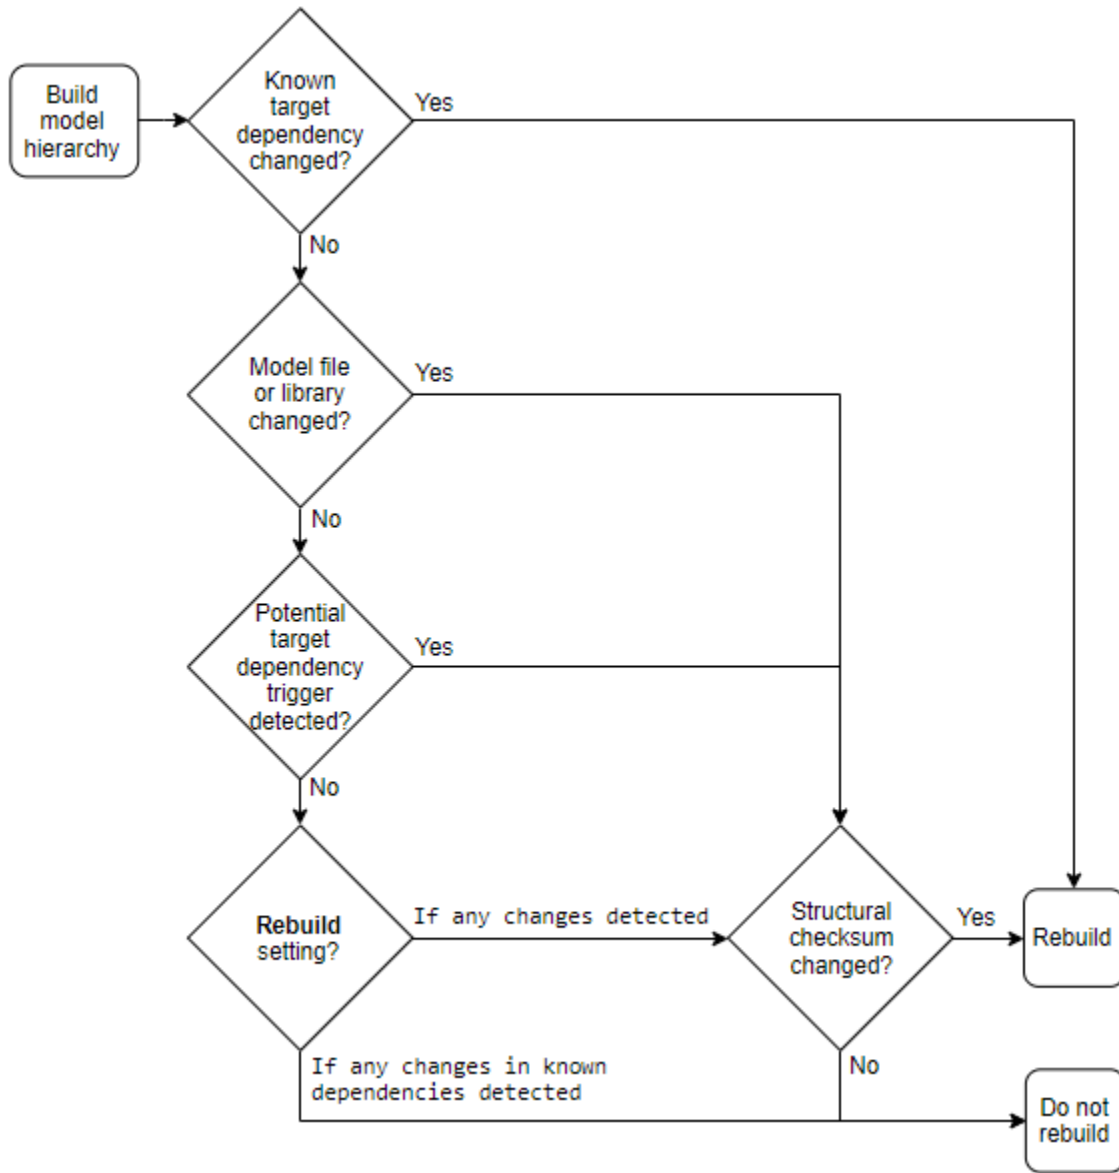 Build
model
hierarchy
Known
target
dependency
changed?
Yes
No
Model file
or library
changed?
Yes
No
Potential
target
dependency
trigger
detected?
Yes
No
Rebuild
setting?
If any changes detected
Structural
checksum
changed?
Yes
Rebuild
If any changes in known
dependencies detected
No
Do not
rebuild